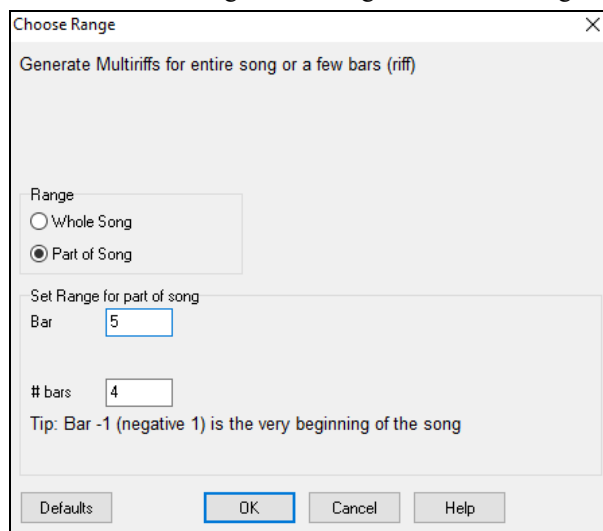 Choose Range
Generate Multiriffs for entire song or a few bars (riff)
Range
Whole Song
Part of Song
Set Range for part of song
Bar 5
# bars 4
Tip: Bar -1 (negative 1) is the very beginning of the song
Defaults OK Cancel Help